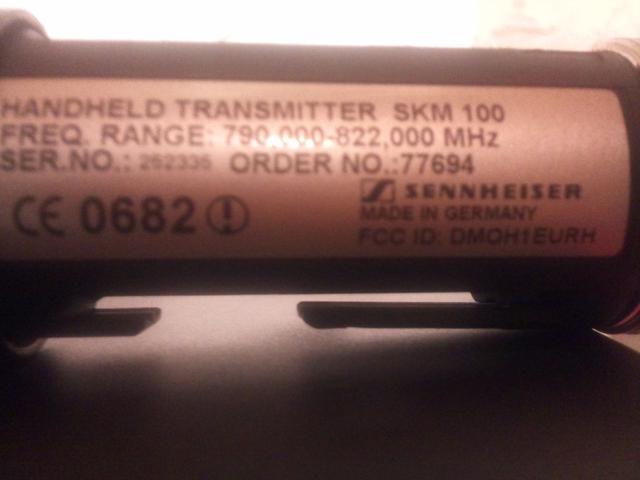 HANDHELD TRANSMITTER SKM 100
FREQ. RANGE: 790,000-822,000 MHz
SER.NO.: 262336 ORDER NO.:77694
CE 0682
SENNHEISER
MADE IN GERMANY
FCC ID: DMOH1EURH